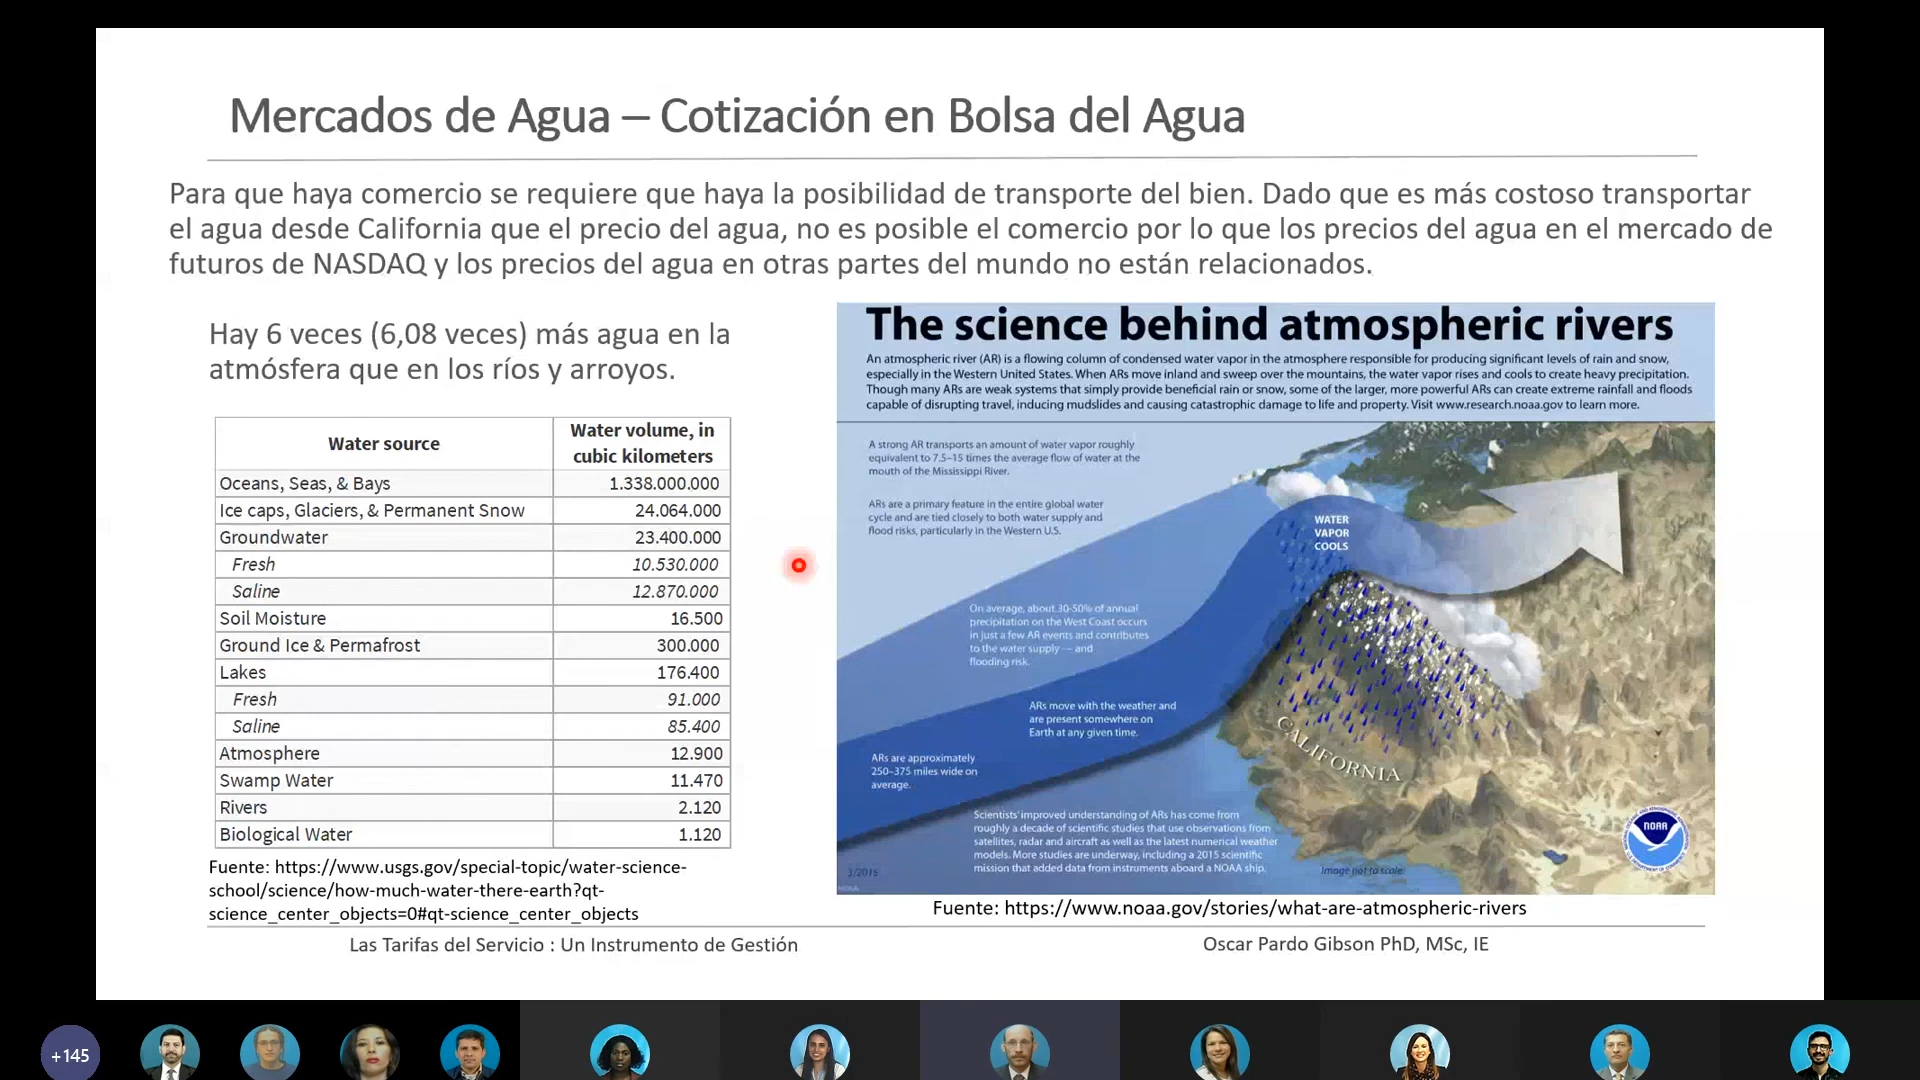 Mercados de Agua – Cotización en Bolsa del Agua
Para que haya comercio se requiere que haya la posibilidad de transporte del bien. Dado que es más costoso transportar
el agua desde California que el precio del agua, no es posible el comercio por lo que los precios del agua en el mercado de
futuros de NASDAQ y los precios del agua en otras partes del mundo no están relacionados.
Hay 6 veces (6,08 veces) más agua en la
atmósfera que en los ríos y arroyos.
Water source
Water volume, in
cubic kilometers
Oceans, Seas, & Bays 1.338.000.000
Ice caps, Glaciers, & Permanent Snow 24.064.000
Groundwater 23.400.000
Fresh 10.530.000
Saline 12.870.000
Soil Moisture 16.500
Ground Ice & Permafrost 300.000
Lakes 176.400
Fresh 91.000
Saline 85.400
Atmosphere 12.900
Swamp Water 11.470
Rivers 2.120
Biological Water 1.120
Fuente: https://www.usgs.gov/special-topic/water-science-
school/science/how-much-water-there-earth?qt-
science_center_objects=0#qt-science_center_objects
The science behind atmospheric rivers
An atmospheric river (AR) is a flowing column of condensed water vapor in the atmosphere responsible for producing significant levels of rain and snow,
especially in the Western United States. When ARs move inland and sweep over the mountains, the water vapor rises and cools to create heavy precipitation.
Though many ARs are weak systems that simply provide beneficial rain or snow, some of the larger, more powerful ARs can create extreme rainfall and floods
capable of disrupting travel, inducing mudslides and causing catastrophic damage to life and property. Visit www.research.noaa.gov to learn more.
A strong AR transports an amount of water vapor roughly
equivalent to 7.5–15 times the average flow of water at the
mouth of the Mississippi River.
ARs are a primary feature in the entire global water
cycle and are tied closely to both water supply and
flood risks, particularly in the Western U.S.
WATER
VAPOR
COOLS
On average, about 30-50% of annual
precipitation on the West Coast occurs
in just a few AR events and contributes
to the water supply — and
flooding risk.
ARs move with the weather and
are present somewhere on
Earth at any given time.
CALIFORNIA
ARs are approximately
250–375 miles wide on
average.
Scientists' improved understanding of ARs has come from
roughly a decade of scientific studies that use observations from
satellites, radar and aircraft as well as the latest numerical weather
models. More studies are underway, including a 2015 scientific
mission that added data from instruments aboard a NOAA ship.
3/2015
NOAA
Image not to scale.
NOAA
Fuente: https://www.noaa.gov/stories/what-are-atmospheric-rivers
Las Tarifas del Servicio : Un Instrumento de Gestión
Oscar Pardo Gibson PhD, MSc, IE
+145